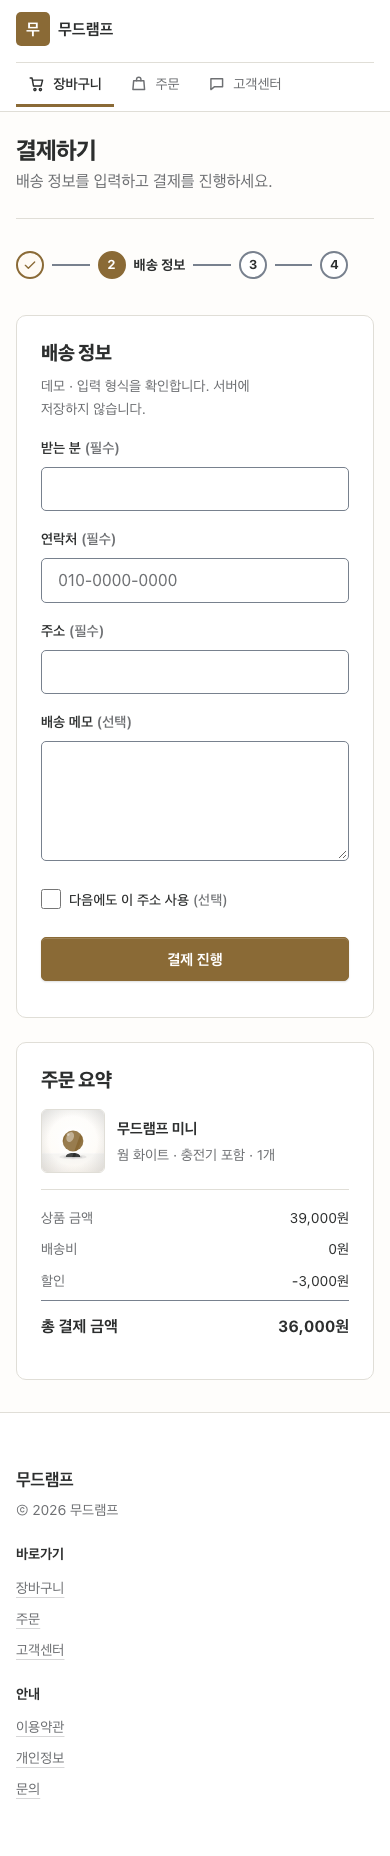 무 무드램프
장바구니 주문 고객센터
결제하기
배송 정보를 입력하고 결제를 진행하세요.
2 배송 정보 3 4
배송 정보
데모 · 입력 형식을 확인합니다. 서버에
저장하지 않습니다.
받는 분 (필수)
연락처 (필수)
010-0000-0000
주소 (필수)
배송 메모 (선택)
다음에도 이 주소 사용 (선택)
결제 진행
주문 요약
무드램프 미니
웜 화이트 · 충전기 포함 · 1개
상품 금액 39,000원
배송비 0원
할인 -3,000원
총 결제 금액 36,000원
무드램프
© 2026 무드램프
바로가기
장바구니
주문
고객센터
안내
이용약관
개인정보
문의